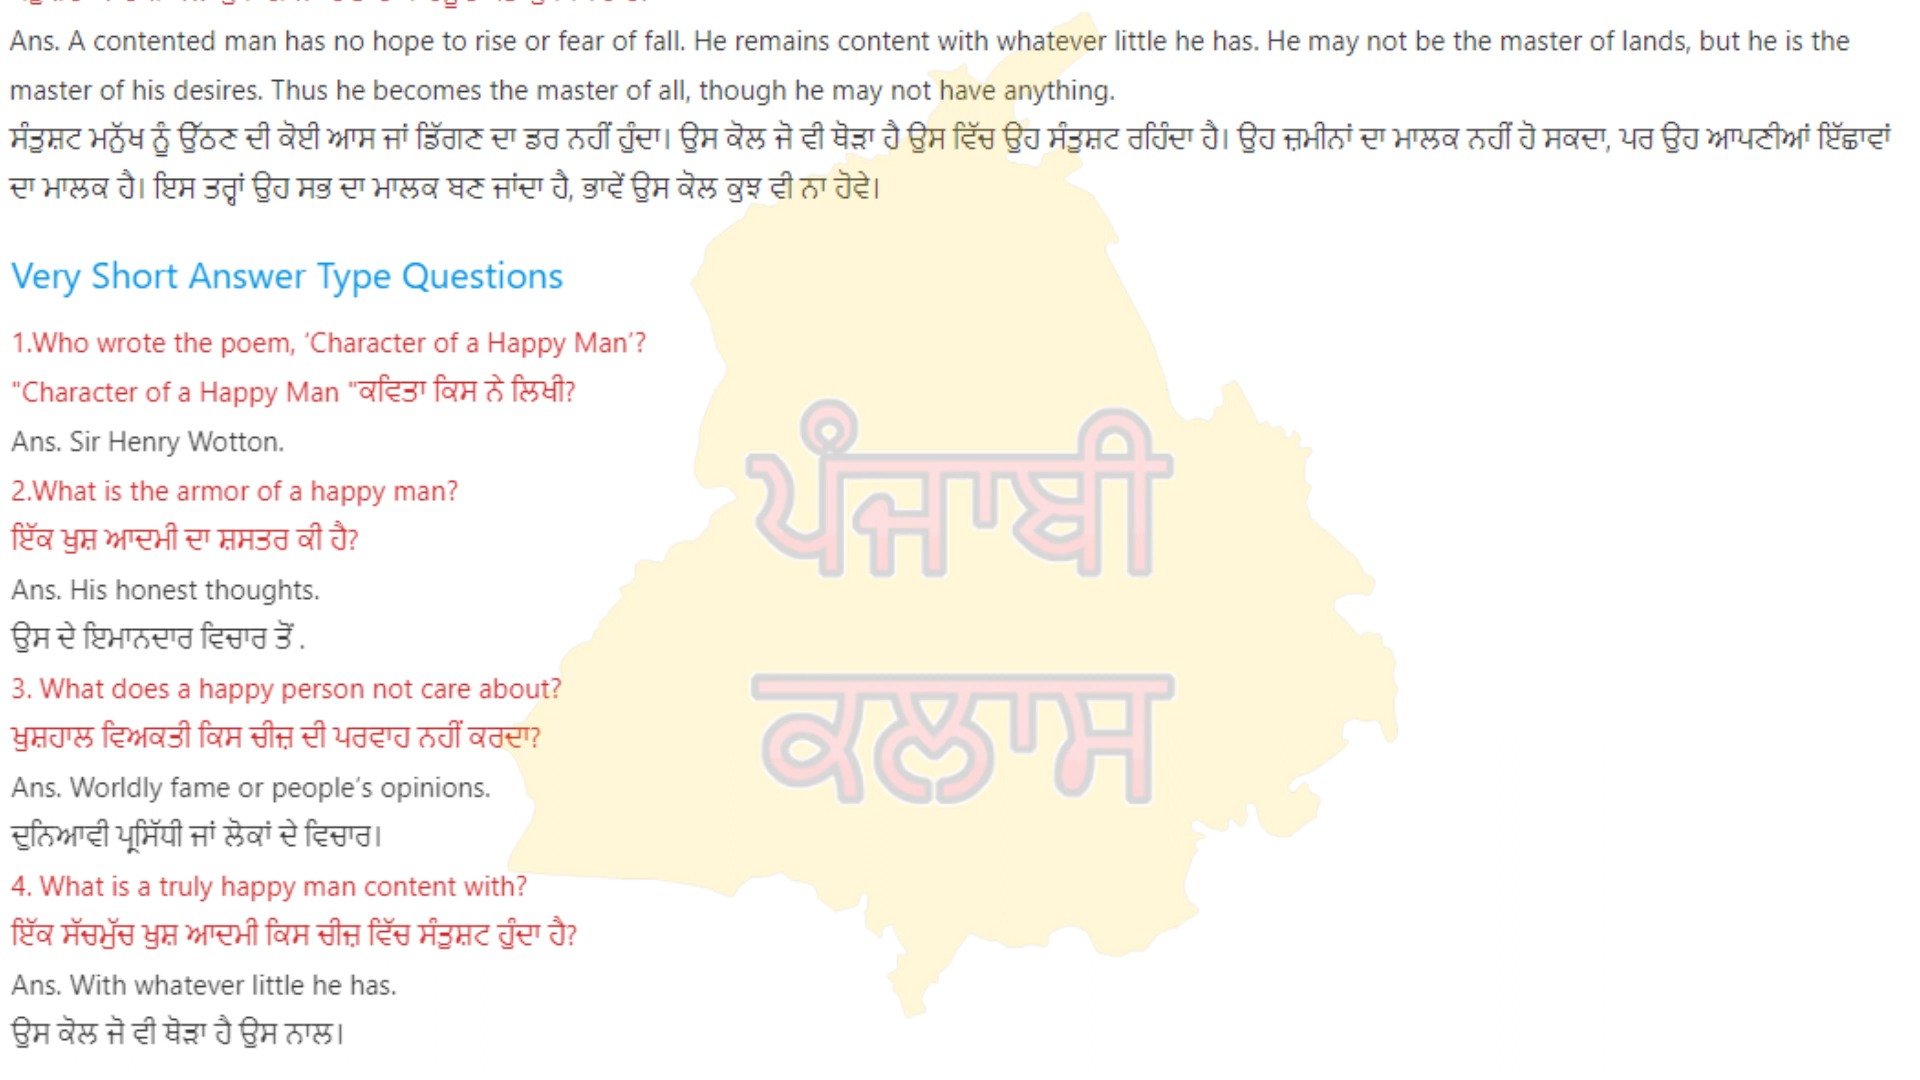 Ans. A contented man has no hope to rise or fear of fall. He remains content with whatever little he has. He may not be the master of lands, but he is the
master of his desires. Thus he becomes the master of all, though he may not have anything.
ਸੰਤੁਸ਼ਟ ਮਨੁੱਖ ਨੂੰ ਉੱਠਣ ਦੀ ਕੋਈ ਆਸ ਜਾਂ ਡਿੱਗਣ ਦਾ ਡਰ ਨਹੀਂ ਹੁੰਦਾ। ਉਸ ਕੋਲ ਜੋ ਵੀ ਥੋੜਾ ਹੈ ਉਸ ਵਿੱਚ ਉਹ ਸੰਤੁਸ਼ਟ ਰਹਿੰਦਾ ਹੈ। ਉਹ ਜ਼ਮੀਨਾਂ ਦਾ ਮਾਲਕ ਨਹੀਂ ਹੋ ਸਕਦਾ, ਪਰ ਉਹ ਆਪਣੀਆਂ ਇੱਛਾਵਾਂ
ਦਾ ਮਾਲਕ ਹੈ। ਇਸ ਤਰ੍ਹਾਂ ਉਹ ਸਭ ਦਾ ਮਾਲਕ ਬਣ ਜਾਂਦਾ ਹੈ, ਭਾਵੇਂ ਉਸ ਕੋਲ ਕੁਝ ਵੀ ਨਾ ਹੋਵੇ।
Very Short Answer Type Questions
1.Who wrote the poem, ‘Character of a Happy Man’?
"Character of a Happy Man "ਕਵਿਤਾ ਕਿਸ ਨੇ ਲਿਖੀ?
Ans. Sir Henry Wotton.
2.What is the armor of a happy man?
ਇੱਕ ਖੁਸ਼ ਆਦਮੀ ਦਾ ਸ਼ਸਤਰ ਕੀ ਹੈ?
Ans. His honest thoughts.
ਉਸ ਦੇ ਇਮਾਨਦਾਰ ਵਿਚਾਰ ਤੋਂ .
3. What does a happy person not care about?
ਖੁਸ਼ਹਾਲ ਵਿਅਕਤੀ ਕਿਸ ਚੀਜ਼ ਦੀ ਪਰਵਾਹ ਨਹੀਂ ਕਰਦਾ?
Ans. Worldly fame or people’s opinions.
ਦੁਨਿਆਵੀ ਪ੍ਰਸਿੱਧੀ ਜਾਂ ਲੋਕਾਂ ਦੇ ਵਿਚਾਰ।
4. What is a truly happy man content with?
ਇੱਕ ਸੱਚਮੁੱਚ ਖੁਸ਼ ਆਦਮੀ ਕਿਸ ਚੀਜ਼ ਵਿੱਚ ਸੰਤੁਸ਼ਟ ਹੁੰਦਾ ਹੈ?
Ans. With whatever little he has.
ਉਸ ਕੋਲ ਜੋ ਵੀ ਥੋੜਾ ਹੈ ਉਸ ਨਾਲ।
ਪੰਜਾਬੀ
ਕਲਾਸ